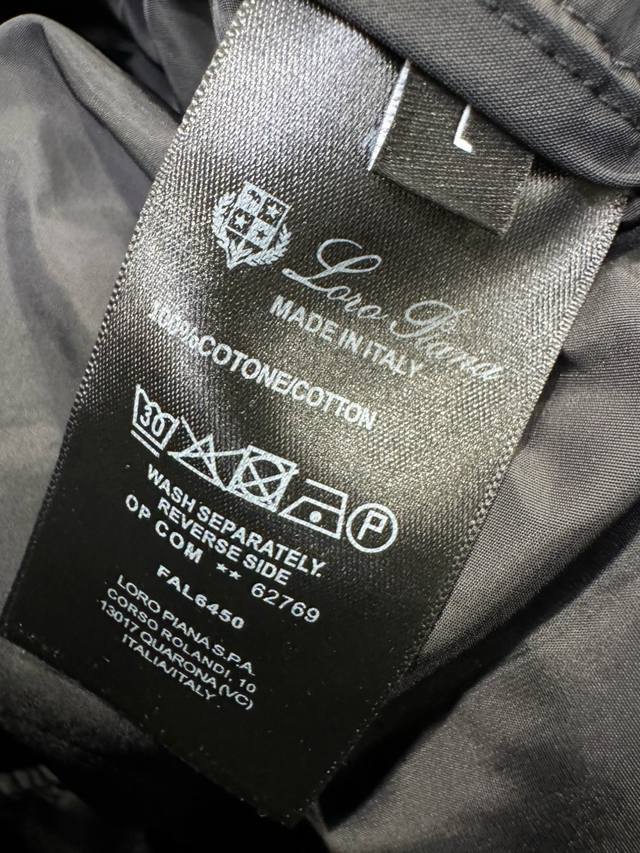 L
Loro Piana
MADE IN ITALY
100%COTONE/COTTON
30
P
WASH SEPARATELY.
REVERSE SIDE
OP COM ** 62769
FAL6450
LORO PIANA S.P.A.
CORSO ROLANDI, 10
13017 QUARONA (VC)
ITALIA/ITALY